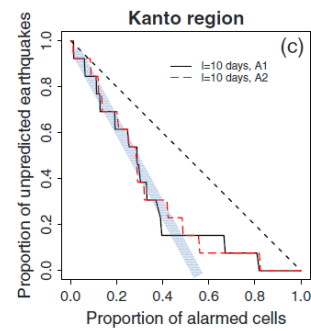 Kanto region
(c)
l=10 days, A1
l=10 days, A2
Proportion of unpredicted earthquakes
1.0
0.8
0.6
0.4
0.2
0.0
0.0 0.2 0.4 0.6 0.8 1.0
Proportion of alarmed cells